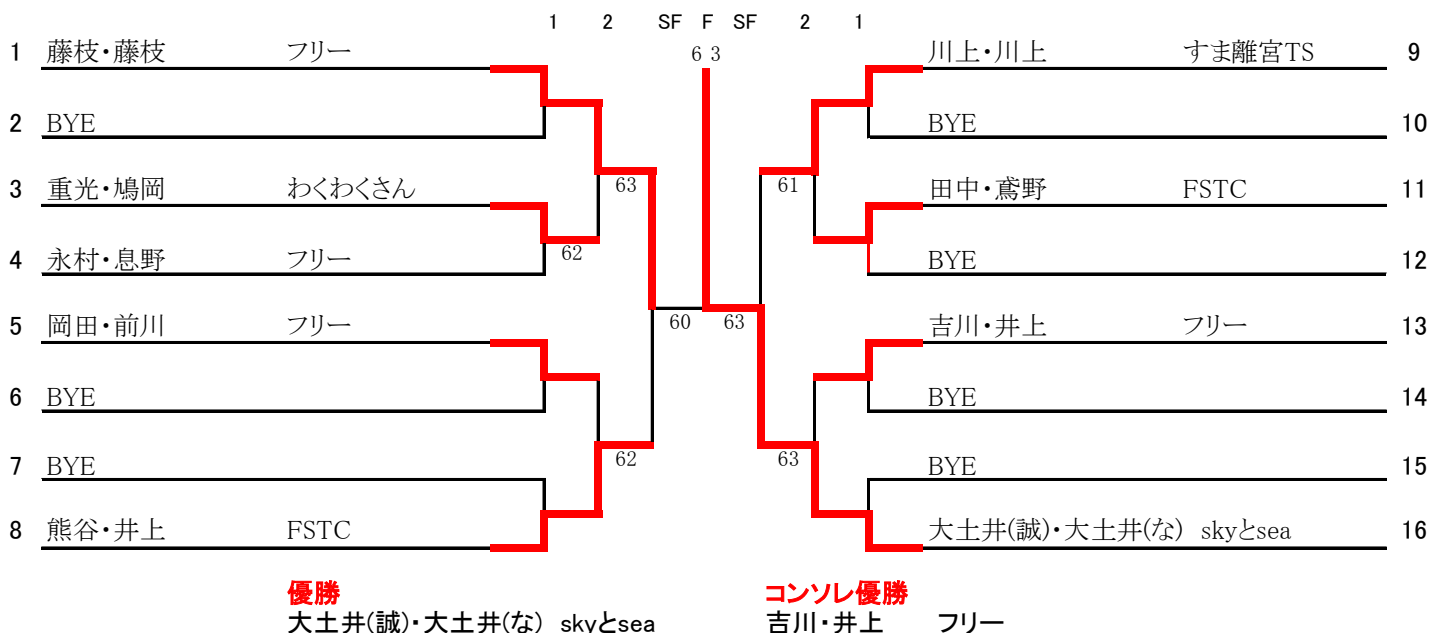 1 2 SF F SF 2 1
6 3
1 藤枝・藤枝 フリー 川上・川上 すま離宮TS 9
2 BYE BYE 10
3 重光・鳩岡 わくわくさん 63 61 田中・鳶野 FSTC 11
4 永村・息野 フリー 62 BYE 12
5 岡田・前川 フリー 60 63 吉川・井上 フリー 13
6 BYE BYE 14
7 BYE 62 63 BYE 15
8 熊谷・井上 FSTC 大土井(誠)・大土井(な) skyとsea 16
優勝 コンソレ優勝
大土井(誠)・大土井(な) skyとsea 吉川・井上 フリー